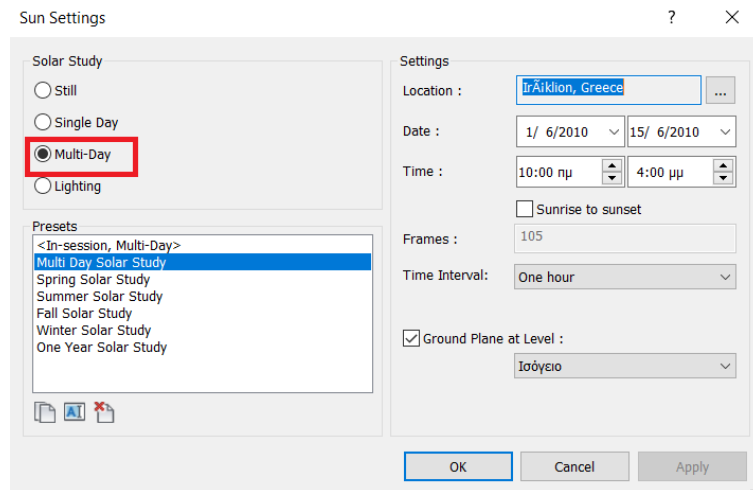 Sun Settings
? ×
Solar Study
Still
Single Day
Multi-Day
Lighting
Presets
<In-session, Multi-Day>
Multi Day Solar Study
Spring Solar Study
Summer Solar Study
Fall Solar Study
Winter Solar Study
One Year Solar Study
AI
Settings
Location : IrÃíklion, Greece ...
Date : 1/ 6/2010 15/ 6/2010
Time : 10:00 πμ 4:00 μμ
Sunrise to sunset
Frames : 105
Time Interval: One hour
Ground Plane at Level :
Ισόγειο
OK Cancel Apply